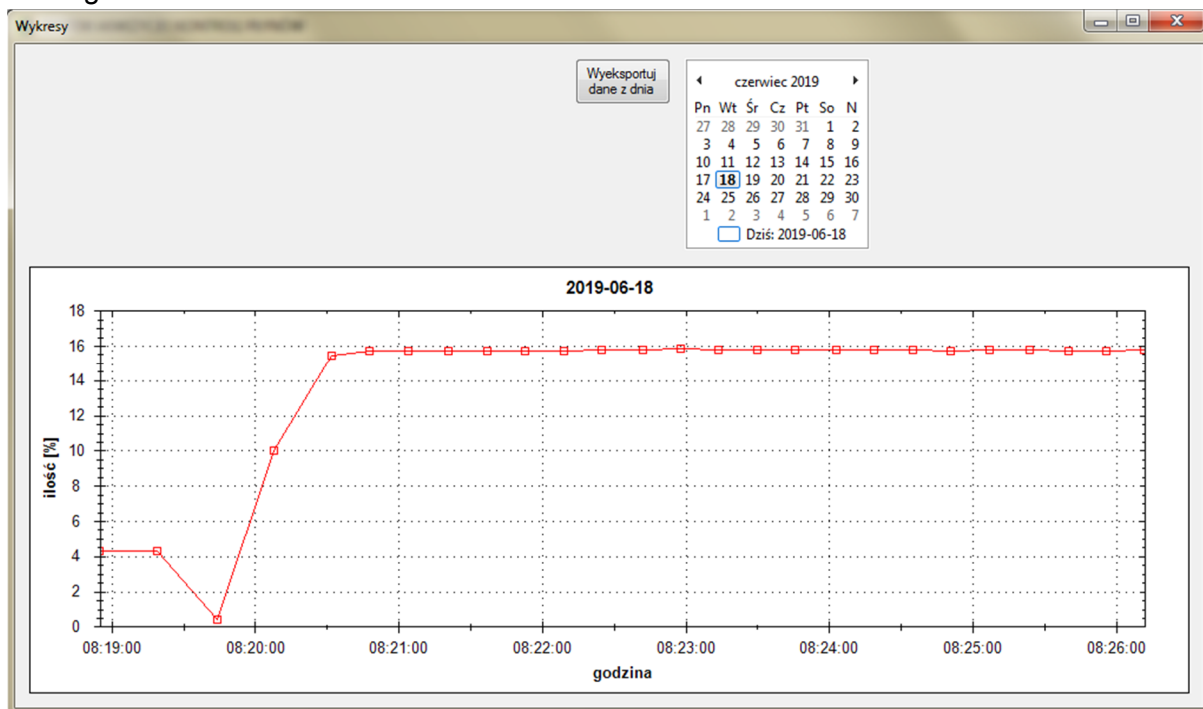 Wykresy
Wyeksportuj
dane z dnia
czerwiec 2019
Pn Wt Śr Cz Pt So N
27 28 29 30 31 1 2
3 4 5 6 7 8 9
10 11 12 13 14 15 16
17 18 19 20 21 22 23
24 25 26 27 28 29 30
1 2 3 4 5 6 7
Dziś: 2019-06-18
2019-06-18
18
16
14
12
10
8
6
4
2
0
ilość [%]
08:19:00 08:20:00 08:21:00 08:22:00 08:23:00 08:24:00 08:25:00 08:26:00
godzina